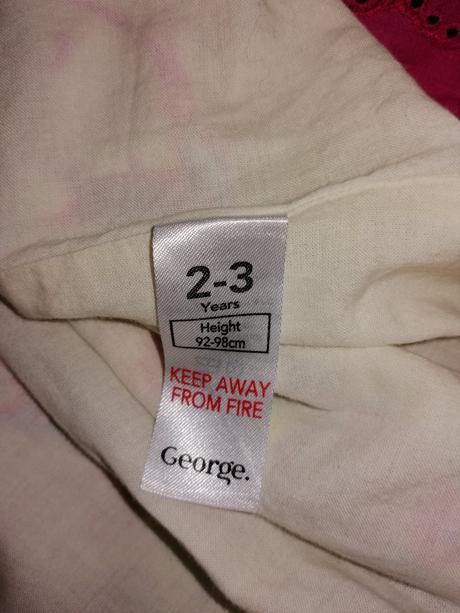 2-3
Years
Height
92-98cm
KEEP AWAY
FROM FIRE
George.